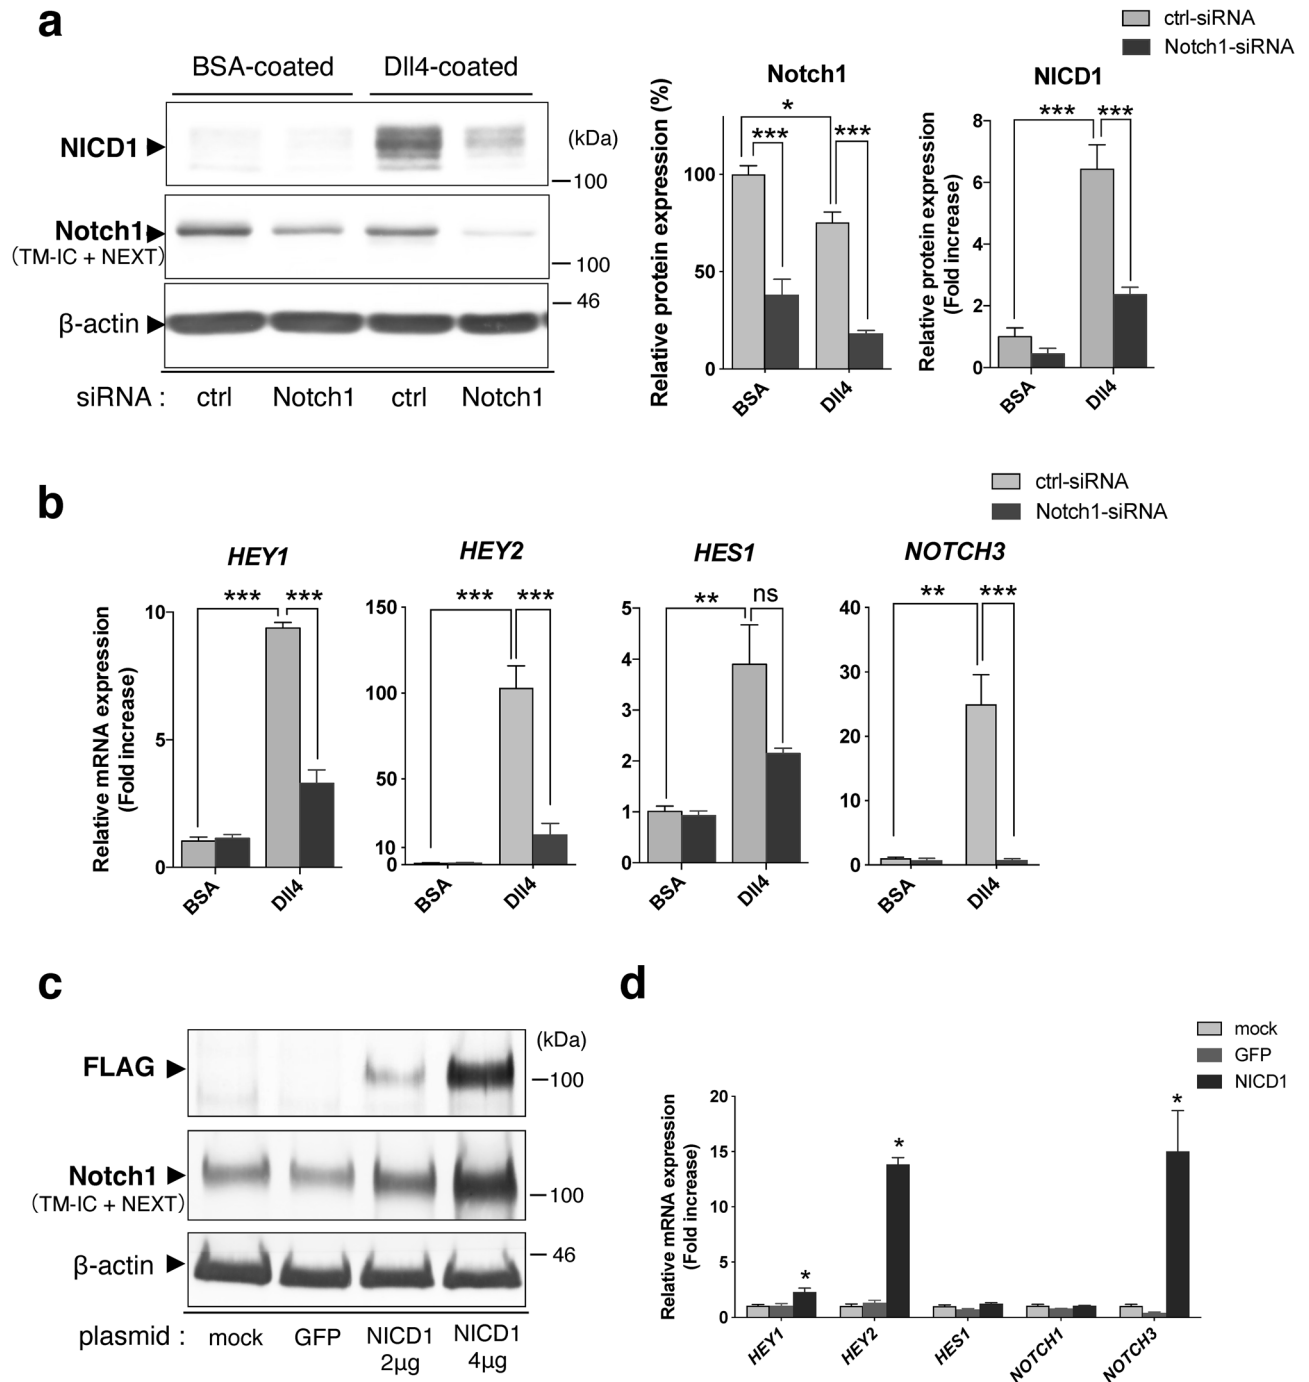 a
ctrl-siRNA
Notch1-siRNA
BSA-coated Dll4-coated
NICD1
(kDa)
100
Notch1
(TM-IC + NEXT)
100
46
β-actin
siRNA : ctrl Notch1 ctrl Notch1
Notch1
Relative protein expression (%)
*
*** ***
100
50
0
BSA Dll4
NICD1
Relative protein expression
(Fold increase)
*** ***
8
6
4
2
0
BSA Dll4
b
ctrl-siRNA
Notch1-siRNA
HEY1
Relative mRNA expression
(Fold increase)
*** ***
10
5
0
BSA Dll4
HEY2
*** ***
150
100
50
10
0
BSA Dll4
HES1
** ns
5
4
3
2
1
0
BSA Dll4
NOTCH3
** ***
40
30
20
10
0
BSA Dll4
c
FLAG
(kDa)
100
Notch1
(TM-IC + NEXT)
100
β-actin
46
plasmid : mock GFP NICD1 NICD1
2μg 4μg
d
mock
GFP
NICD1
Relative mRNA expression
(Fold increase)
20
15
10
5
0
* * *
HEY1 HEY2 HES1 NOTCH1 NOTCH3